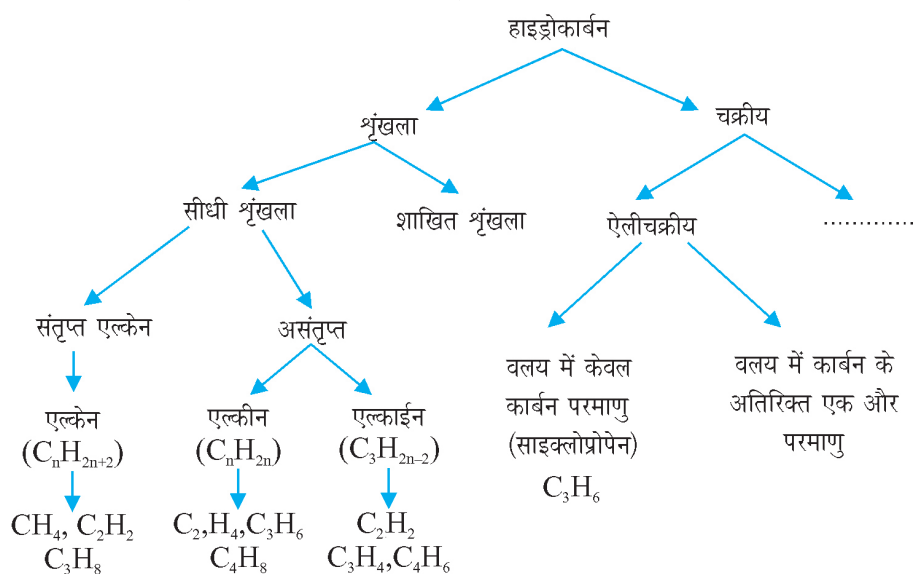 हाइड्रोकार्बन
शृंखला
चक्रीय
सीधी शृंखला
शाखित शृंखला
ऐलीचक्रीय
...............
संतृप्त एल्केन
असंतृप्त
वलय में केवल
कार्बन परमाणु
(साइक्लोप्रोपेन)
C₃H₆
वलय में कार्बन के
अतिरिक्त एक और
परमाणु
एल्केन
(CₙH₂ₙ₊₂)
एल्कीन
(CₙH₂ₙ)
एल्काईन
(C₃H₂ₙ₋₂)
CH₄, C₂H₂
C₃H₈
C₂,H₄,C₃H₆
C₄H₈
C₂H₂
C₃H₄,C₄H₆